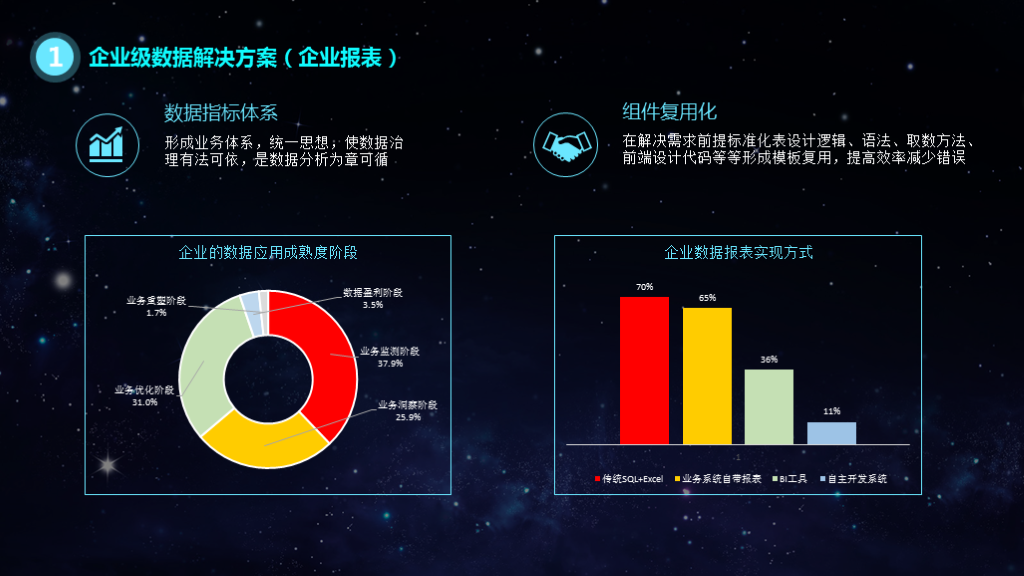 1
企业级数据解决方案（企业报表）
数据指标体系
形成业务体系，统一思想，使数据治
理有法可依，是数据分析为章可循
组件复用化
在解决需求前提标准化表设计逻辑、语法、取数方法、
前端设计代码等等形成模板复用，提高效率减少错误
企业的数据应用成熟度阶段
业务重塑阶段
1.7%
数据盈利阶段
3.5%
业务监测阶段
37.9%
业务优化阶段
31.0%
业务洞察阶段
25.9%
企业数据报表实现方式
70%
65%
36%
11%
1
传统SQL+Excel 业务系统自带报表 BI工具 自主开发系统